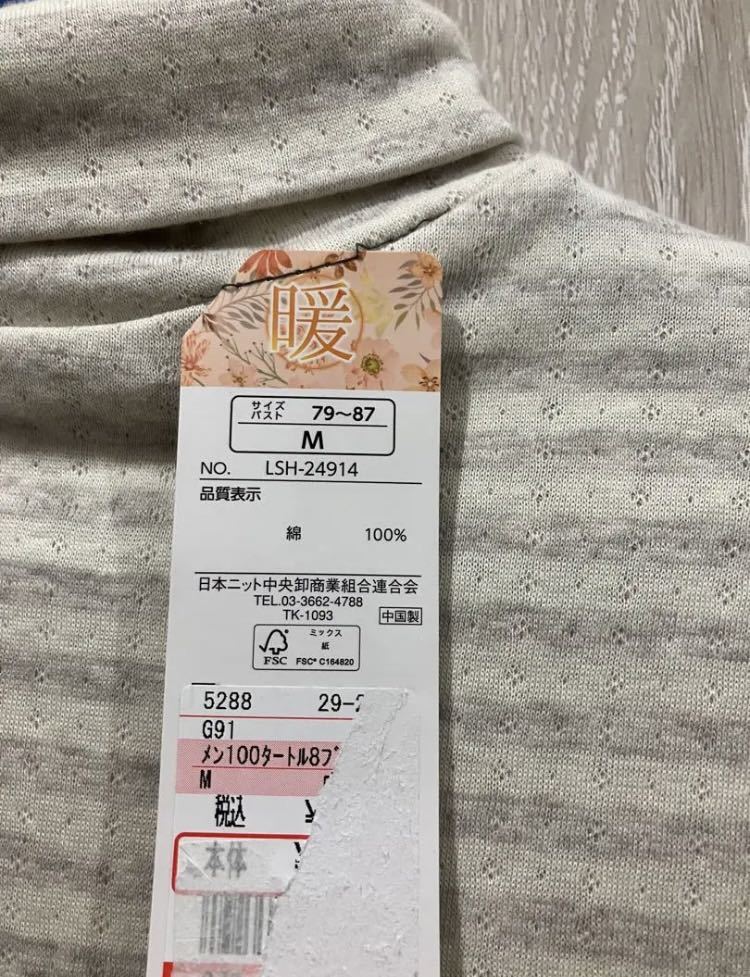 暖
サイズ
バスト 79～87
M
NO. LSH-24914
品質表示
綿 100%
日本ニット中央卸商業組合連合会
TEL.03-3662-4788
TK-1093 中国製
ミックス
紙
FSC FSC® C164820
5288 29-
G91
メン100タートル8
M
税込 ¥
本体